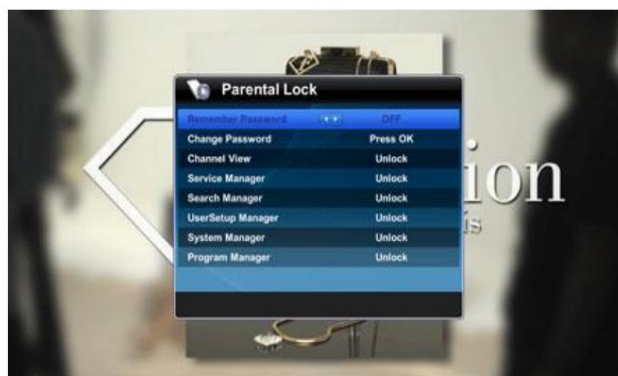 Parental Lock
Remember Password OFF
Change Password Press OK
Channel View Unlock
Service Manager Unlock
Search Manager Unlock
UserSetup Manager Unlock
System Manager Unlock
Program Manager Unlock
ion
is